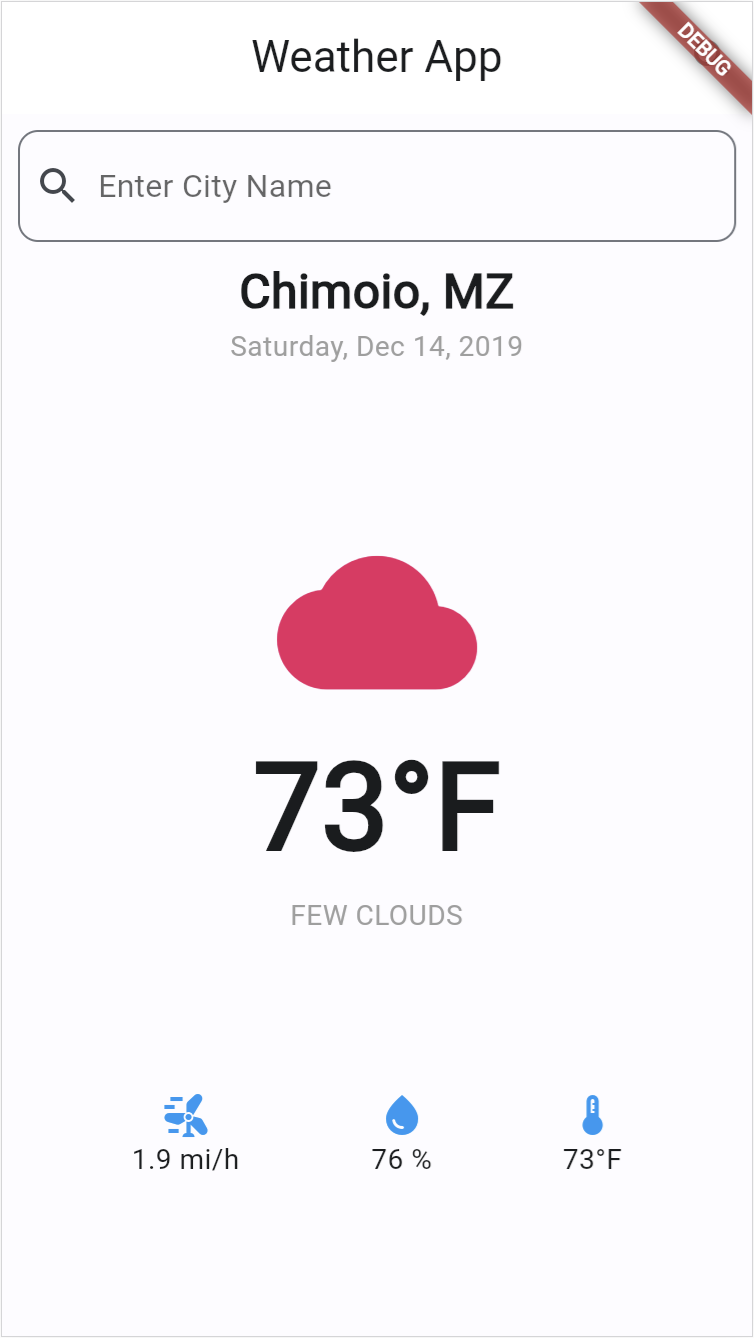 Weather App
DEBUG
Enter City Name
Chimoio, MZ
Saturday, Dec 14, 2019
73°F
FEW CLOUDS
1.9 mi/h
76 %
73°F